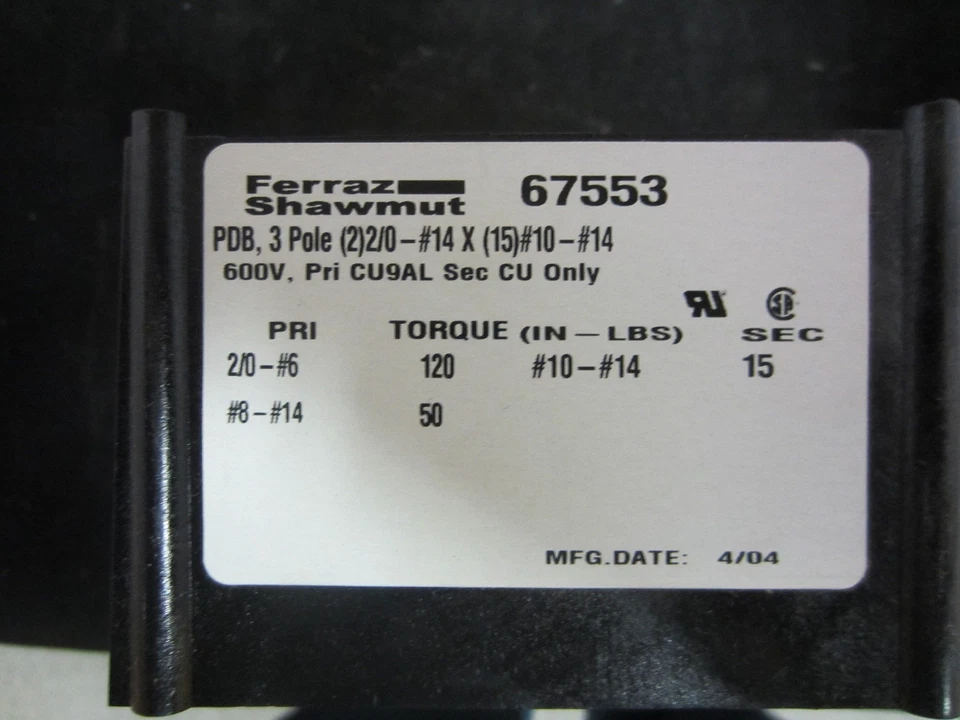 Ferraz
Shawmut
67553
PDB, 3 Pole (2)2/0-#14 X (15)#10-#14
600V, Pri CU9AL Sec CU Only
RU SA
PRI TORQUE (IN-LBS) SEC
2/0-#6 120 #10-#14 15
#8-#14 50
MFG.DATE: 4/04